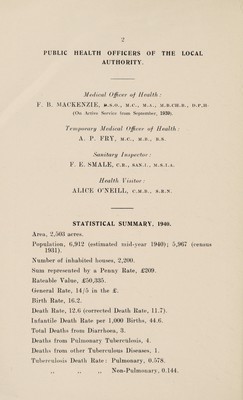 2
PUBLIC HEALTH OFFICERS OF THE LOCAL
AUTHORITY.
Medical Officer of Health:
F. B. MACKENZIE, D.S.O., M.C., M.A., M.B.CH.B., D.P.H.
(On Active Service from September, 1939).
Temporary Medical Officer of Health:
A. P. FRY, M.C., M.D., B.S.
Sanitary Inspector:
F. E. SMALE, C.R., SAN.I., M.S.I.A.
Health Visitor:
ALICE O'NEILL, C.M.B., S.R.N.
STATISTICAL SUMMARY, 1940.
Area, 2,503 acres.
Population, 6,912 (estimated mid-year 1940); 5,967 (census
1931).
Number of inhabited houses, 2,200.
Sum represented by a Penny Rate, £209.
Rateable Value, £50,335.
General Rate, 14/5 in the £.
Birth Rate, 16.2.
Death Rate, 12.6 (corrected Death Rate, 11.7).
Infantile Death Rate per 1,000 Births, 44.6.
Total Deaths from Diarrhoea, 3.
Deaths from Pulmonary Tuberculosis, 4.
Deaths from other Tuberculous Diseases, 1.
Tuberculosis Death Rate: Pulmonary, 0.578.
,, ,, ,, Non-Pulmonary, 0.144.